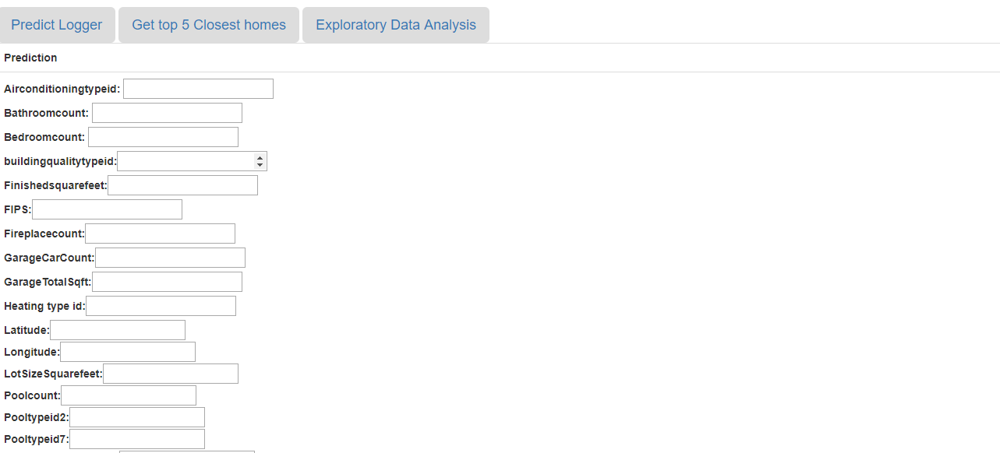 Predict Logger Get top 5 Closest homes Exploratory Data Analysis
Prediction
Airconditioningtypeid:
Bathroomcount:
Bedroomcount:
buildingqualitytypeid:
Finishedsquarefeet:
FIPS:
Fireplacecount:
GarageCarCount:
GarageTotalSqft:
Heating type id:
Latitude:
Longitude:
LotSizeSquarefeet:
Poolcount:
Pooltypeid2:
Pooltypeid7: